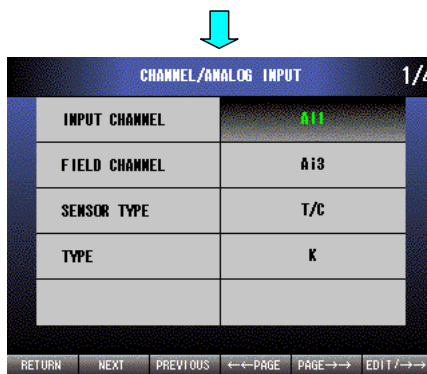 CHANNEL/ANALOG INPUT 1/4
INPUT CHANNEL Ai1
FIELD CHANNEL Ai3
SENSOR TYPE T/C
TYPE K
RETURN NEXT PREVIOUS ←←PAGE PAGE→→ EDIT/→→